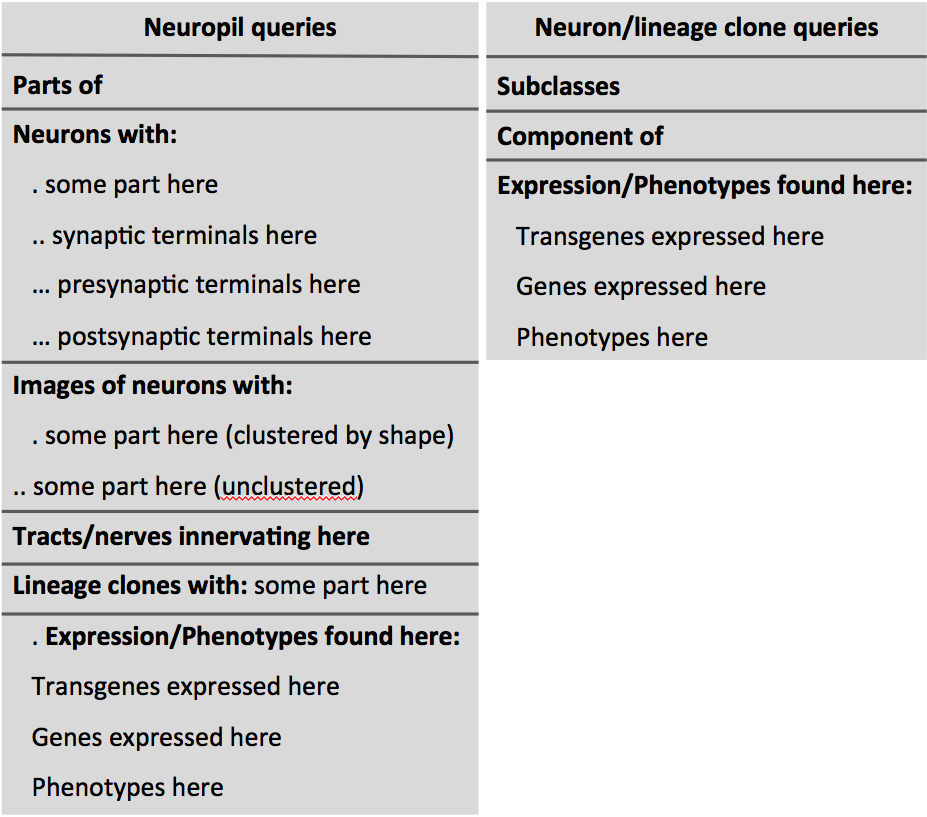 Neuropil queries
Parts of
Neurons with:
. some part here
.. synaptic terminals here
... presynaptic terminals here
... postsynaptic terminals here
Images of neurons with:
. some part here (clustered by shape)
.. some part here (unclustered)
Tracts/nerves innervating here
Lineage clones with: some part here
. Expression/Phenotypes found here:
Transgenes expressed here
Genes expressed here
Phenotypes here
Neuron/lineage clone queries
Subclasses
Component of
Expression/Phenotypes found here:
Transgenes expressed here
Genes expressed here
Phenotypes here